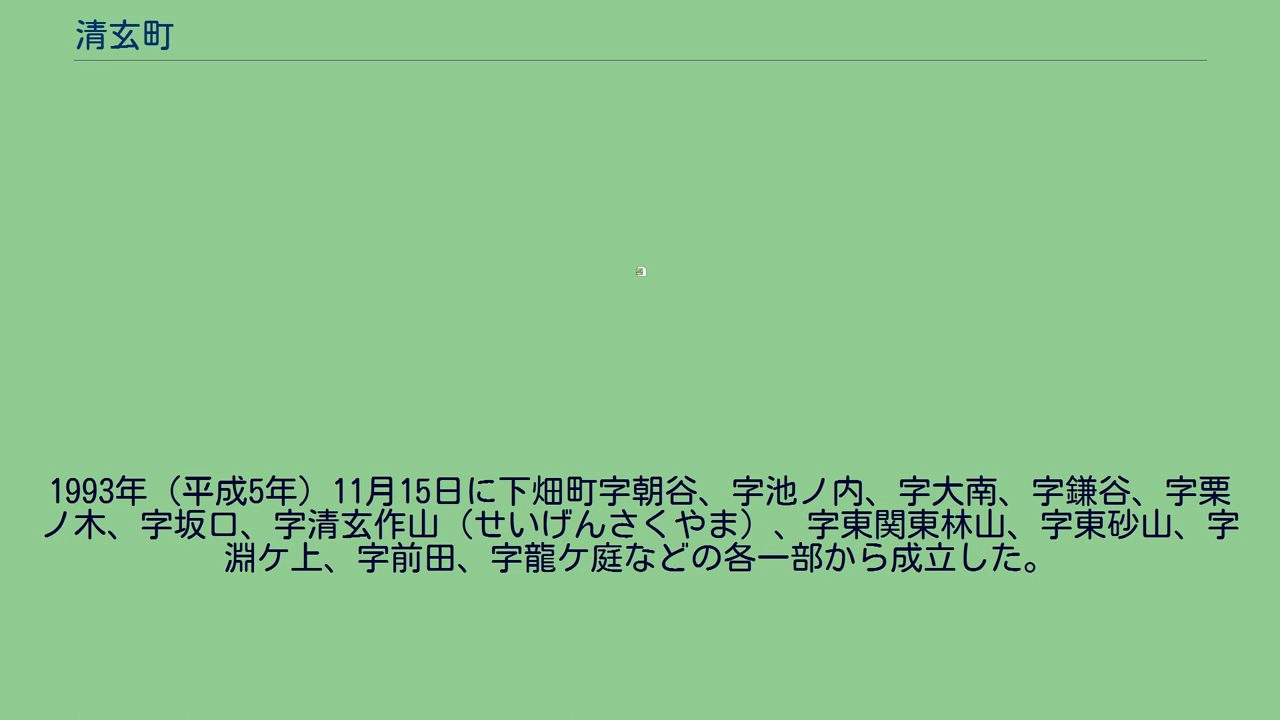 清玄町
1993年（平成5年）11月15日に下畑町字朝谷、字池ノ内、字大南、字鎌谷、字栗
ノ木、字坂口、字清玄作山（せいげんさくやま）、字東関東林山、字東砂山、字
淵ケ上、字前田、字龍ケ庭などの各一部から成立した。